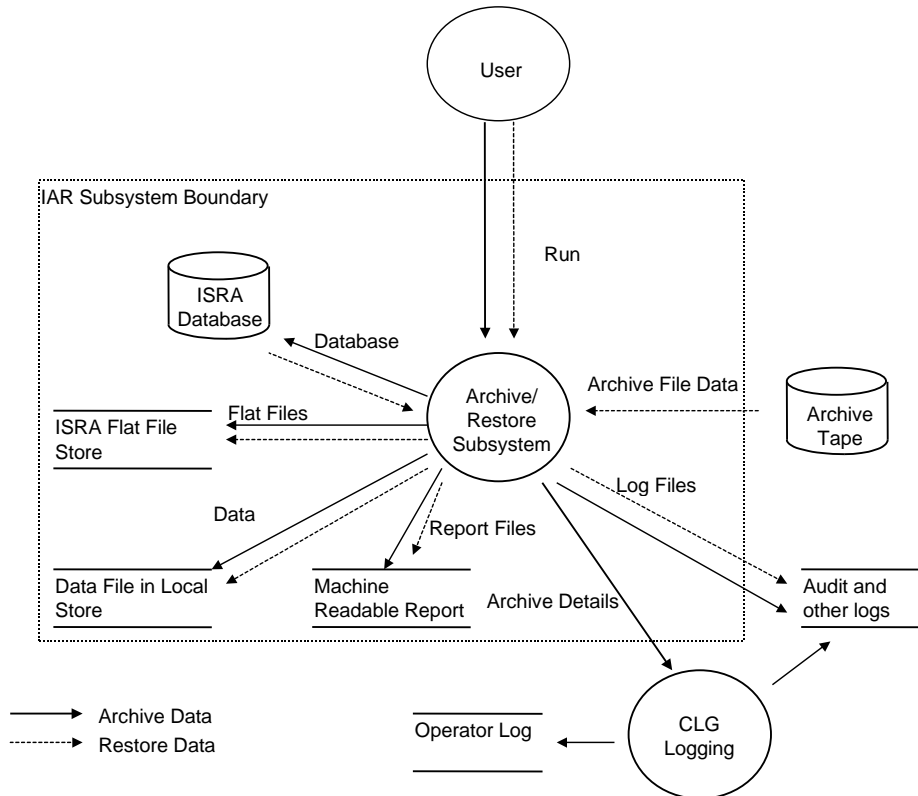 User
IAR Subsystem Boundary
Run
ISRA
Database
Database
Archive/
Restore
Subsystem
Archive File Data
Archive
Tape
Flat Files
ISRA Flat File
Store
Log Files
Data
Report Files
Data File in Local
Store
Machine
Readable Report
Archive Details
Audit and
other logs
Archive Data
Restore Data
Operator Log
CLG
Logging